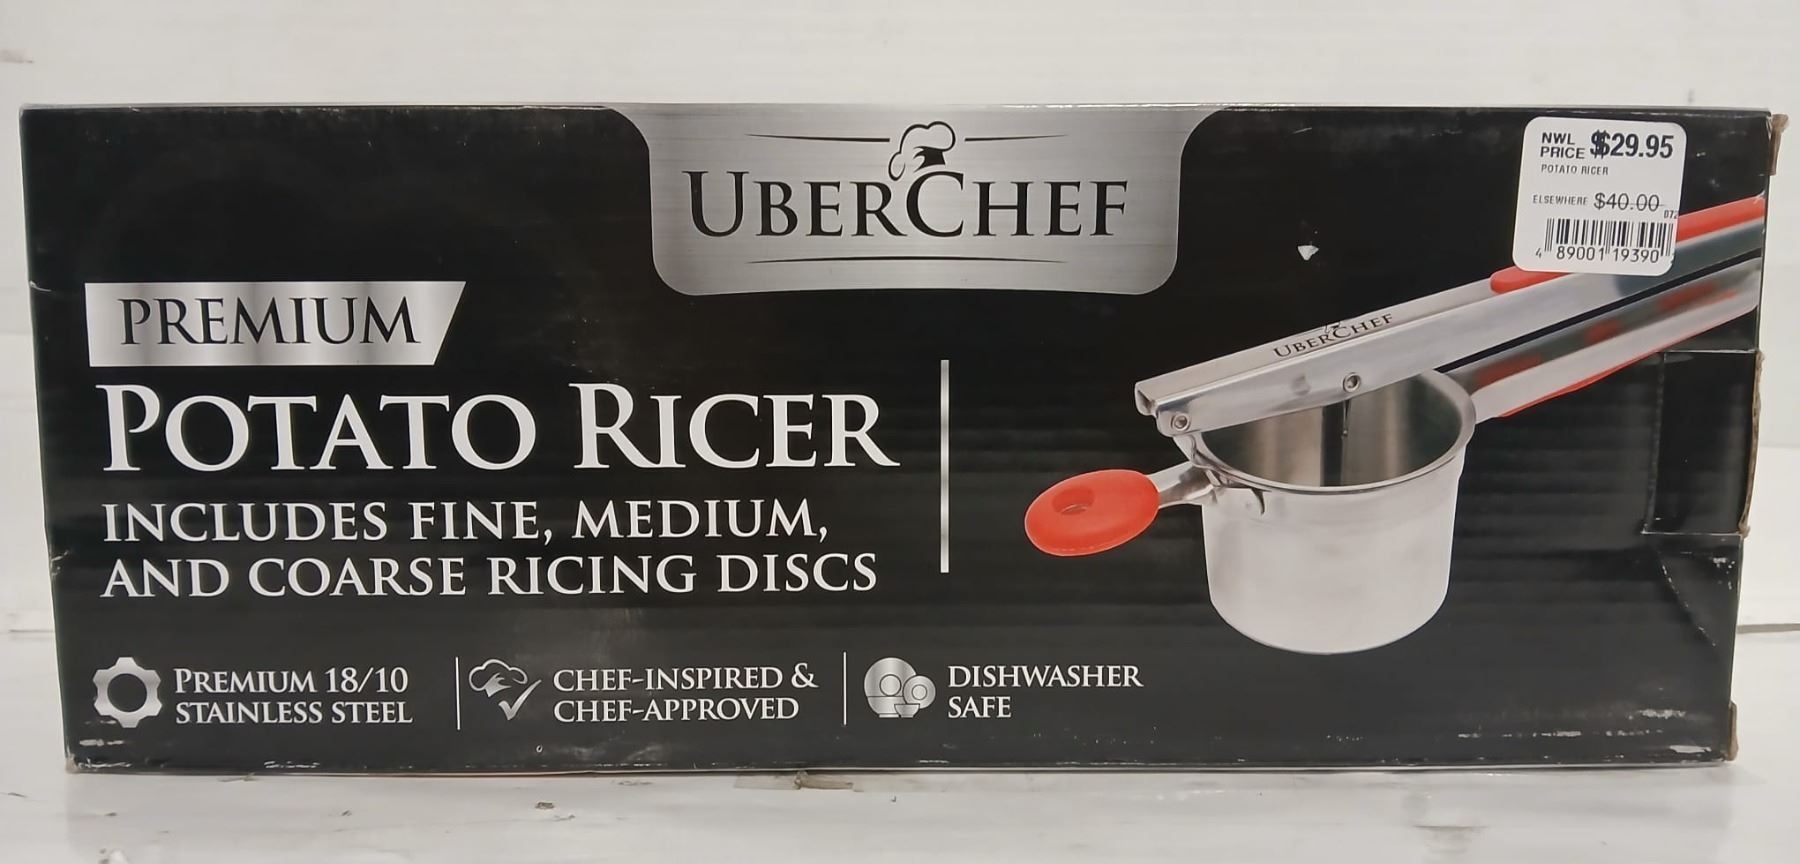 UBERCHEF
NWL PRICE $29.95
POTATO RICER
ELSEWHERE $40.00
072
4 89001 19390
PREMIUM
POTATO RICER
INCLUDES FINE, MEDIUM,
AND COARSE RICING DISCS
UBERCHEF
PREMIUM 18/10
STAINLESS STEEL
CHEF-INSPIRED &
CHEF-APPROVED
DISHWASHER
SAFE